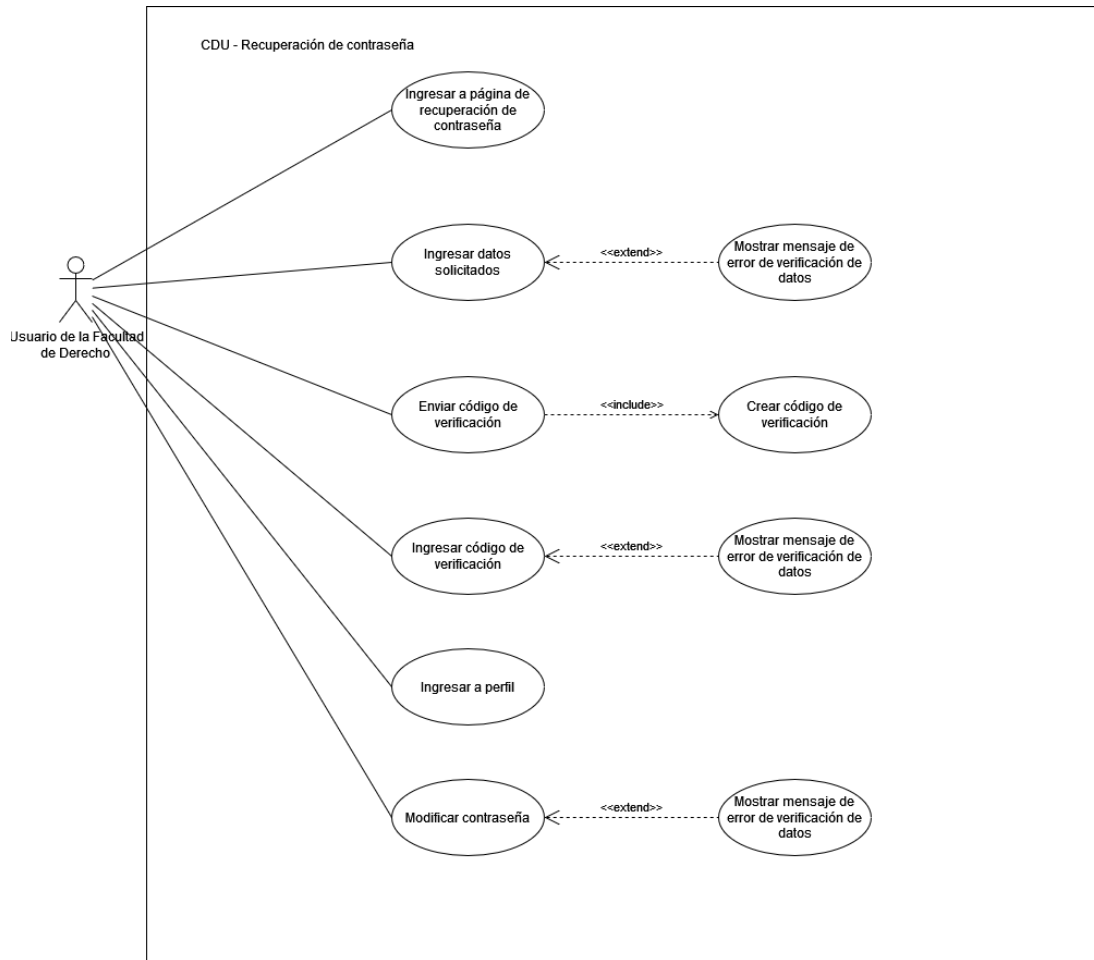 CDU - Recuperación de contraseña
Ingresar a página de
recuperación de
contraseña
Ingresar datos
solicitados
<<extend>>
Mostrar mensaje de
error de verificación de
datos
Usuario de la Facultad
de Derecho
Enviar código de
verificación
<<include>>
Crear código de
verificación
Ingresar código de
verificación
<<extend>>
Mostrar mensaje de
error de verificación de
datos
Ingresar a perfil
Modificar contraseña
<<extend>>
Mostrar mensaje de
error de verificación de
datos